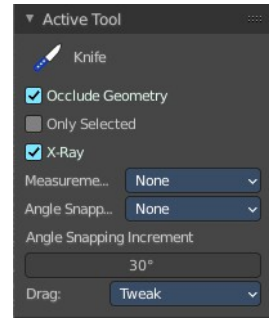 Active Tool
Knife
Occlude Geometry
Only Selected
X-Ray
Measureme... None
Angle Snapp... None
Angle Snapping Increment
30°
Drag: Tweak